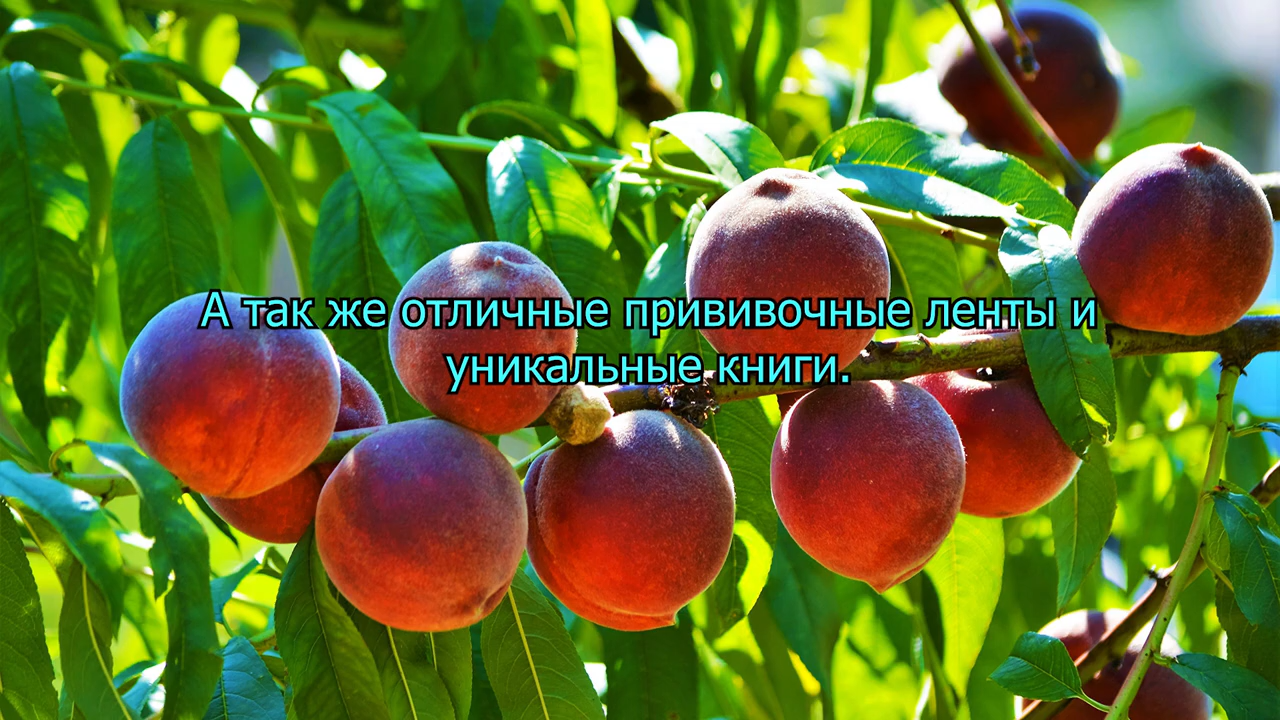 А так же отличные прививочные ленты и
уникальные книги.